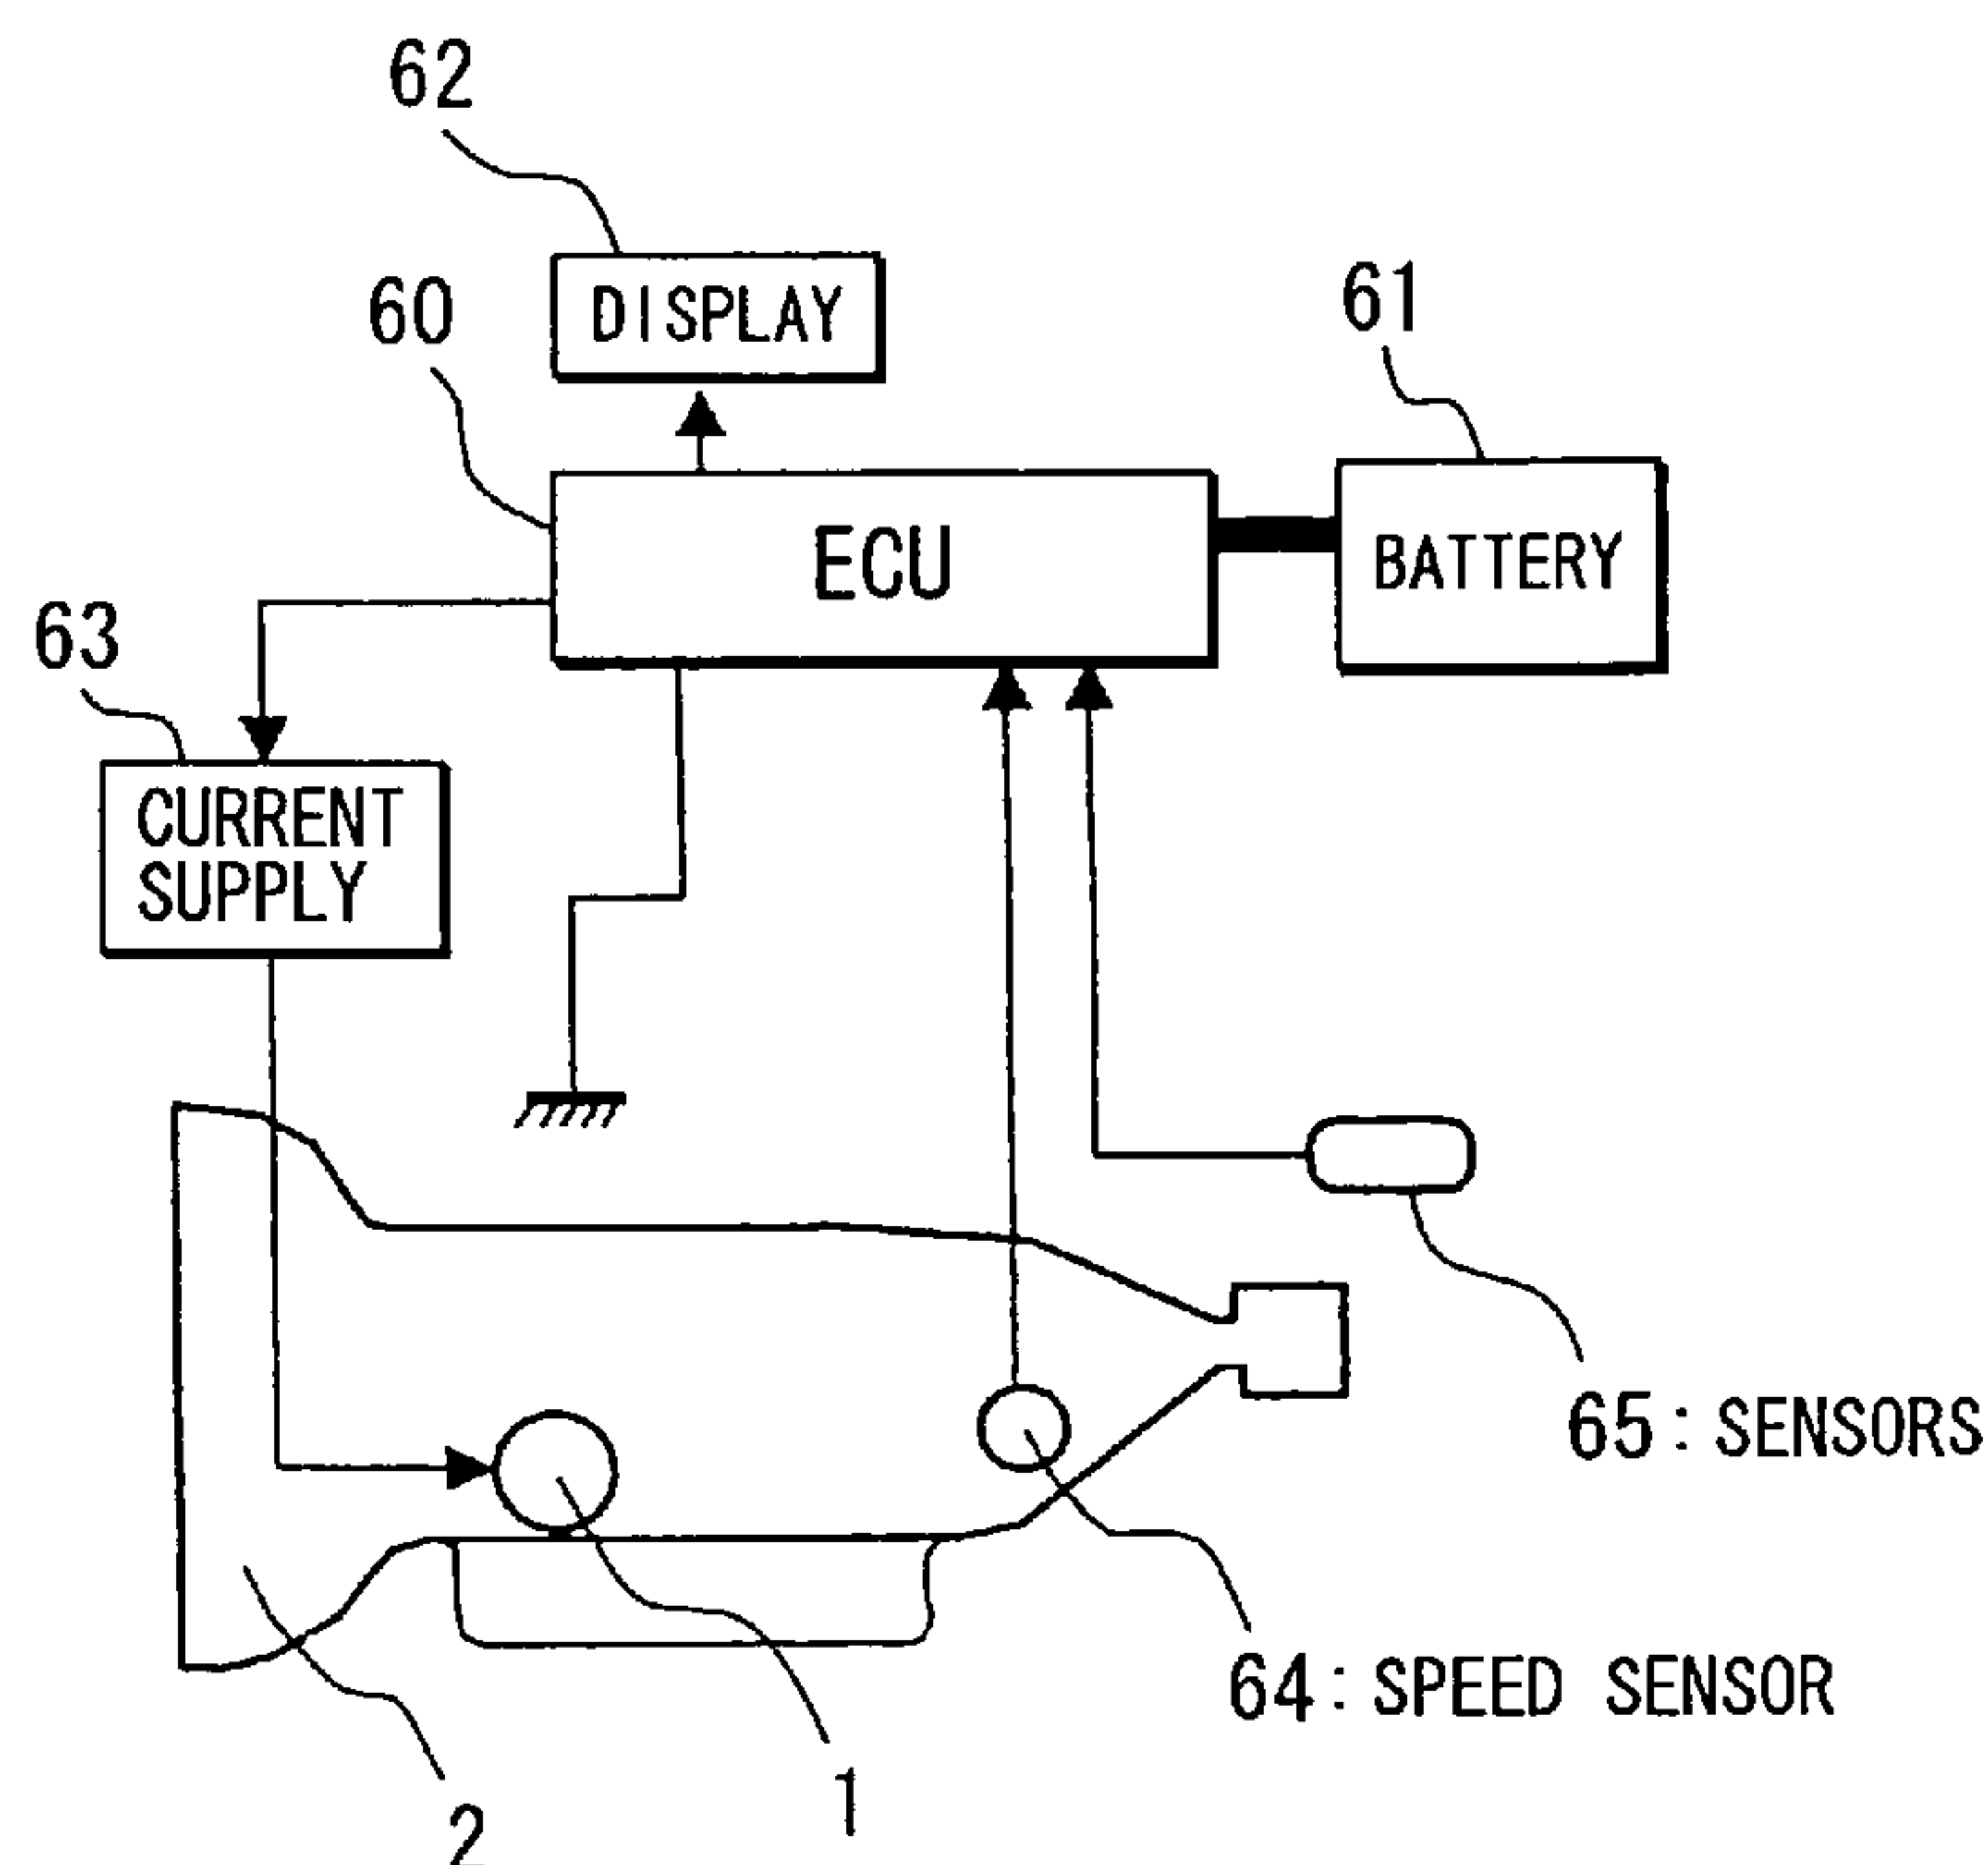 62
DISPLAY
60
61
ECU
BATTERY
63
CURRENT
SUPPLY
65:SENSORS
64:SPEED SENSOR
1
2